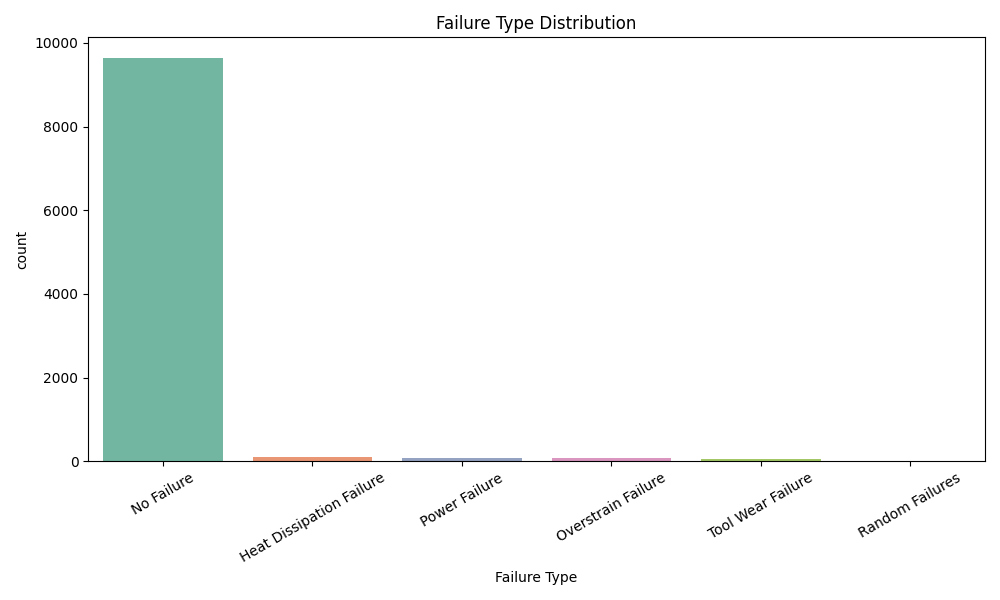 Failure Type Distribution
10000
8000
6000
4000
2000
0
count
No Failure
Heat Dissipation Failure
Power Failure
Overstrain Failure
Tool Wear Failure
Random Failures
Failure Type